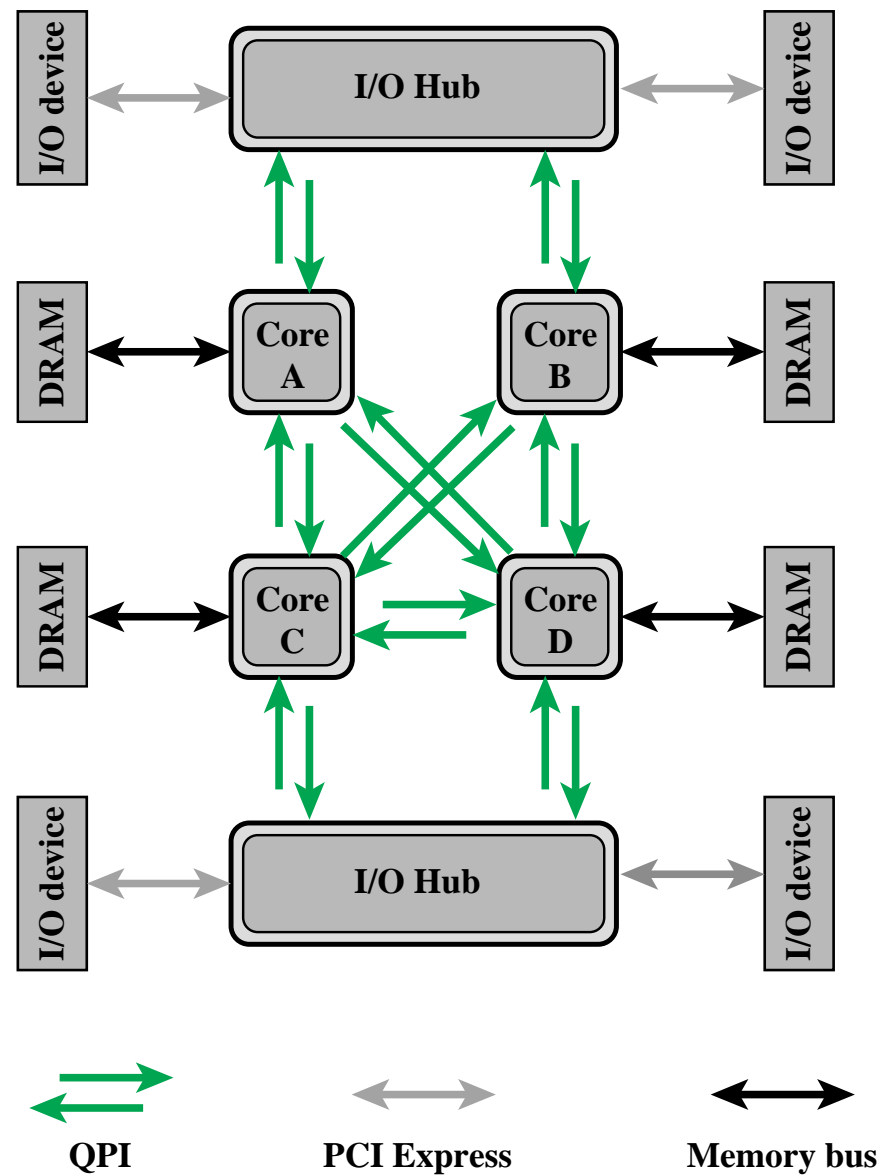 I/O device
I/O Hub
I/O device
DRAM
Core
A
Core
B
DRAM
DRAM
Core
C
Core
D
DRAM
I/O device
I/O Hub
I/O device
QPI
PCI Express
Memory bus